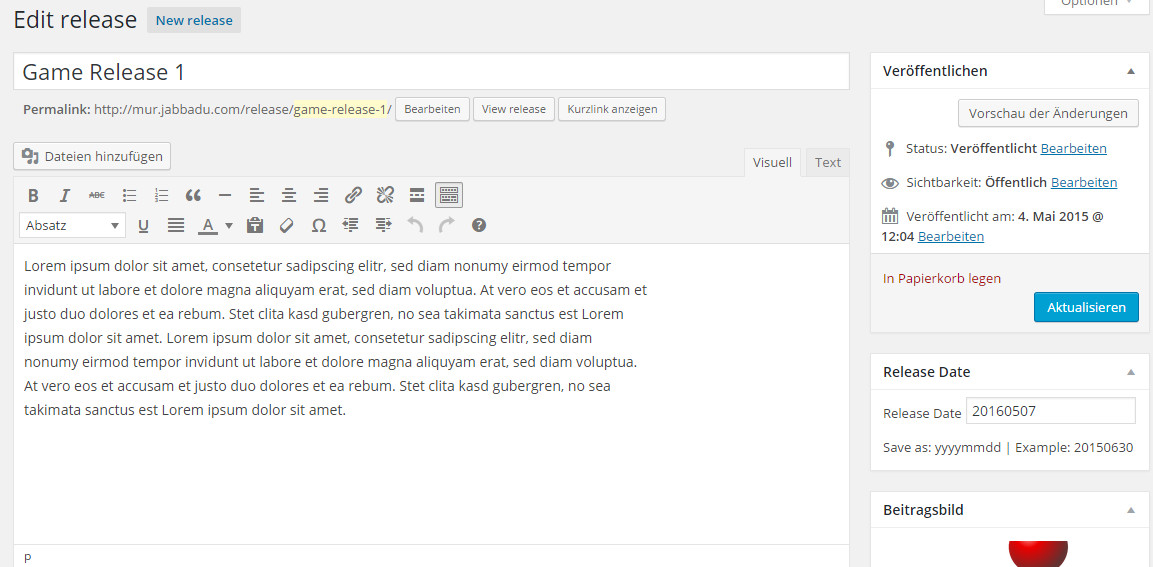 Edit release New release
Optionen
Game Release 1
Permalink: http://mur.jabbadu.com/release/game-release-1/ Bearbeiten View release Kurzlink anzeigen
Dateien hinzufügen
Visuell Text
B I ABC
Absatz U A Ω
Lorem ipsum dolor sit amet, consetetur sadipscing elitr, sed diam nonumy eirmod tempor
invidunt ut labore et dolore magna aliquyam erat, sed diam voluptua. At vero eos et accusam et
justo duo dolores et ea rebum. Stet clita kasd gubergren, no sea takimata sanctus est Lorem
ipsum dolor sit amet. Lorem ipsum dolor sit amet, consetetur sadipscing elitr, sed diam
nonumy eirmod tempor invidunt ut labore et dolore magna aliquyam erat, sed diam voluptua.
At vero eos et accusam et justo duo dolores et ea rebum. Stet clita kasd gubergren, no sea
takimata sanctus est Lorem ipsum dolor sit amet.
p
Veröffentlichen
Vorschau der Änderungen
Status: Veröffentlicht Bearbeiten
Sichtbarkeit: Öffentlich Bearbeiten
Veröffentlicht am: 4. Mai 2015 @
12:04 Bearbeiten
In Papierkorb legen
Aktualisieren
Release Date
Release Date 20160507
Save as: yyyymmdd | Example: 20150630
Beitragsbild